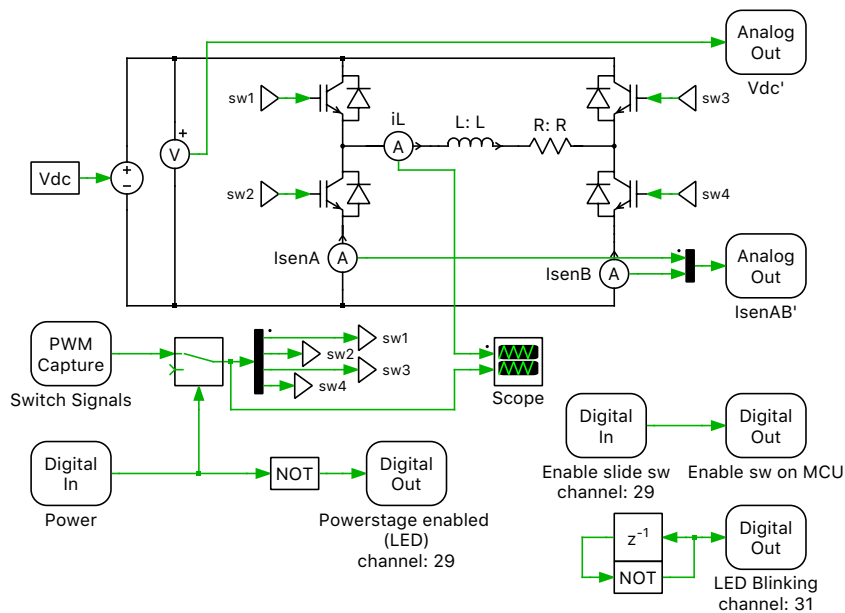 Analog
Out
Vdc'
sw1
sw3
iL
L: L
R: R
A
+
V
Vdc
+
−
sw2
sw4
IsenA
A
IsenB
A
Analog
Out
IsenAB'
PWM
Capture
Switch Signals
sw1
sw2
sw3
sw4
Scope
Digital
In
Power
NOT
Digital
Out
Powerstage enabled
(LED)
channel: 29
Digital
In
Enable slide sw
channel: 29
Digital
Out
Enable sw on MCU
z-1
NOT
Digital
Out
LED Blinking
channel: 31